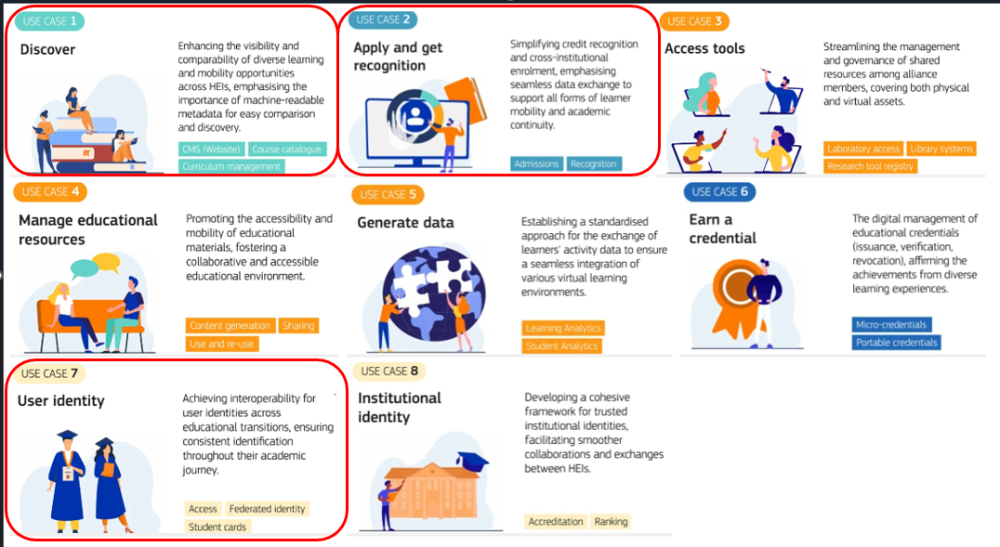 USE CASE 1
Discover
Enhancing the visibility and
comparability of diverse learning
and mobility opportunities
across HEIs, emphasising the
importance of machine-readable
metadata for easy comparison
and discovery.
CMS (Website) Course catalogue
Curriculum management
USE CASE 2
Apply and get
recognition
Simplifying credit recognition
and cross-institutional
enrolment, emphasising
seamless data exchange to
support all forms of learner
mobility and academic
continuity.
Admissions Recognition
USE CASE 3
Access tools
Streamlining the management
and governance of shared
resources among alliance
members, covering both physical
and virtual assets.
Laboratory access Library systems
Research tool registry
USE CASE 4
Manage educational
resources
Promoting the accessibility and
mobility of educational
materials, fostering a
collaborative and accessible
educational environment.
Content generation Sharing
Use and re-use
USE CASE 5
Generate data
Establishing a standardised
approach for the exchange of
learners' activity data to ensure
a seamless integration of
various virtual learning
environments.
Learning Analytics
Student Analytics
USE CASE 6
Earn a
credential
The digital management of
educational credentials
(issuance, verification,
revocation), affirming the
achievements from diverse
learning experiences.
Micro-credentials
Portable credentials
USE CASE 7
User identity
Achieving interoperability for
user identities across
educational transitions, ensuring
consistent identification
throughout their academic
journey.
Access Federated identity
Student cards
USE CASE 8
Institutional
identity
Developing a cohesive
framework for trusted
institutional identities,
facilitating smoother
collaborations and exchanges
between HEIs.
Accreditation Ranking